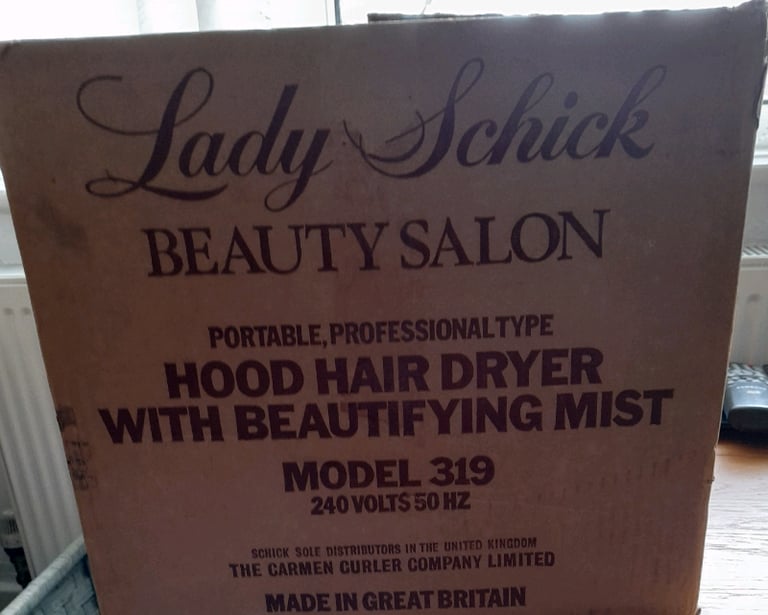 Lady Schick
BEAUTY SALON
PORTABLE, PROFESSIONAL TYPE
HOOD HAIR DRYER
WITH BEAUTIFYING MIST
MODEL 319
240 VOLTS 50 HZ
SCHICK SOLE DISTRIBUTORS IN THE UNITED KINGDOM
THE CARMEN CURLER COMPANY LIMITED
MADE IN GREAT BRITAIN